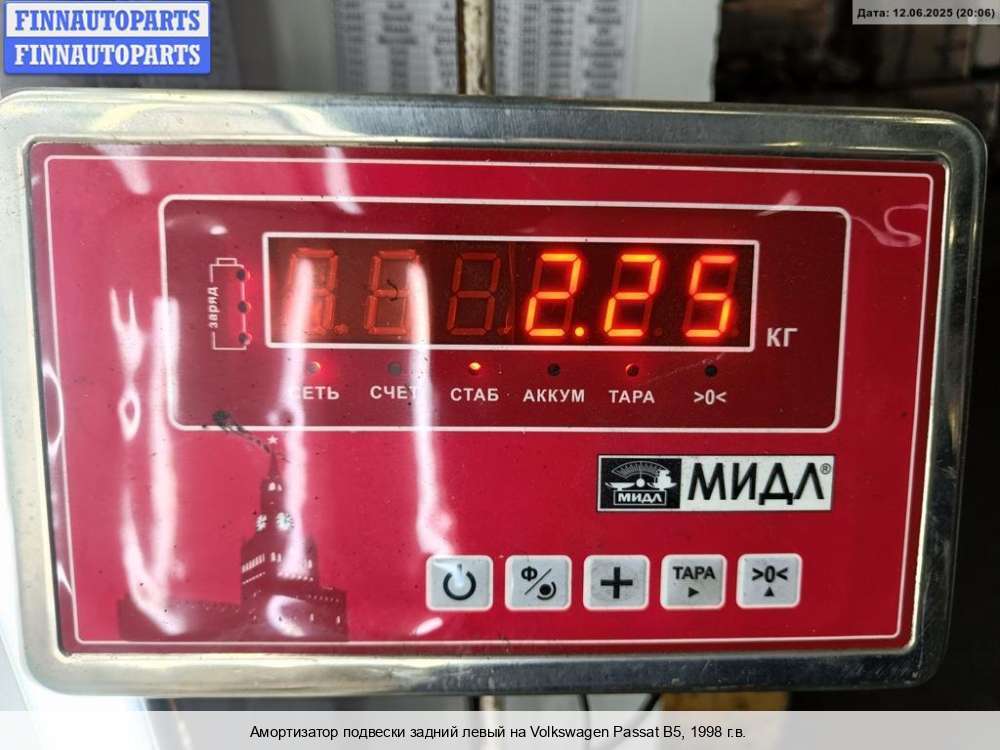 FINNAUTOPARTS
FINNAUTOPARTS
Дата: 12.06.2025 (20:06)
заряд
2.25
КГ
СЕТЬ СЧЕТ СТАБ АККУМ ТАРА >0<
МИДЛ МИДЛ®
Ф ТАРА >0<
Амортизатор подвески задний левый на Volkswagen Passat B5, 1998 г.в.